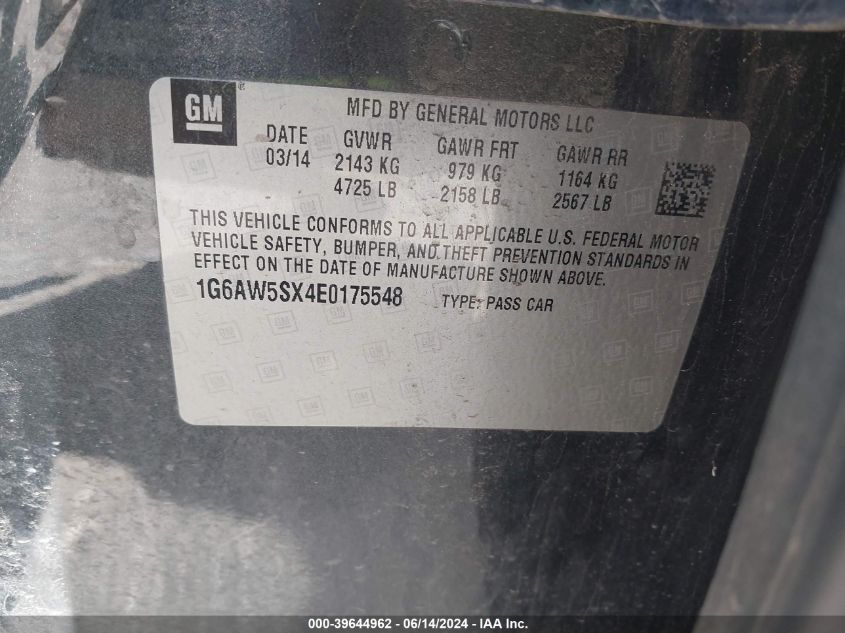 GM
MFD BY GENERAL MOTORS LLC
DATE GVWR GAWR FRT GAWR RR
03/14 2143 KG 979 KG 1164 KG
4725 LB 2158 LB 2567 LB
THIS VEHICLE CONFORMS TO ALL APPLICABLE U.S. FEDERAL MOTOR
VEHICLE SAFETY, BUMPER, AND THEFT PREVENTION STANDARDS IN
EFFECT ON THE DATE OF MANUFACTURE SHOWN ABOVE.
1G6AW5SX4E0175548 TYPE: PASS CAR
000-39644962 - 06/14/2024 - IAA Inc.